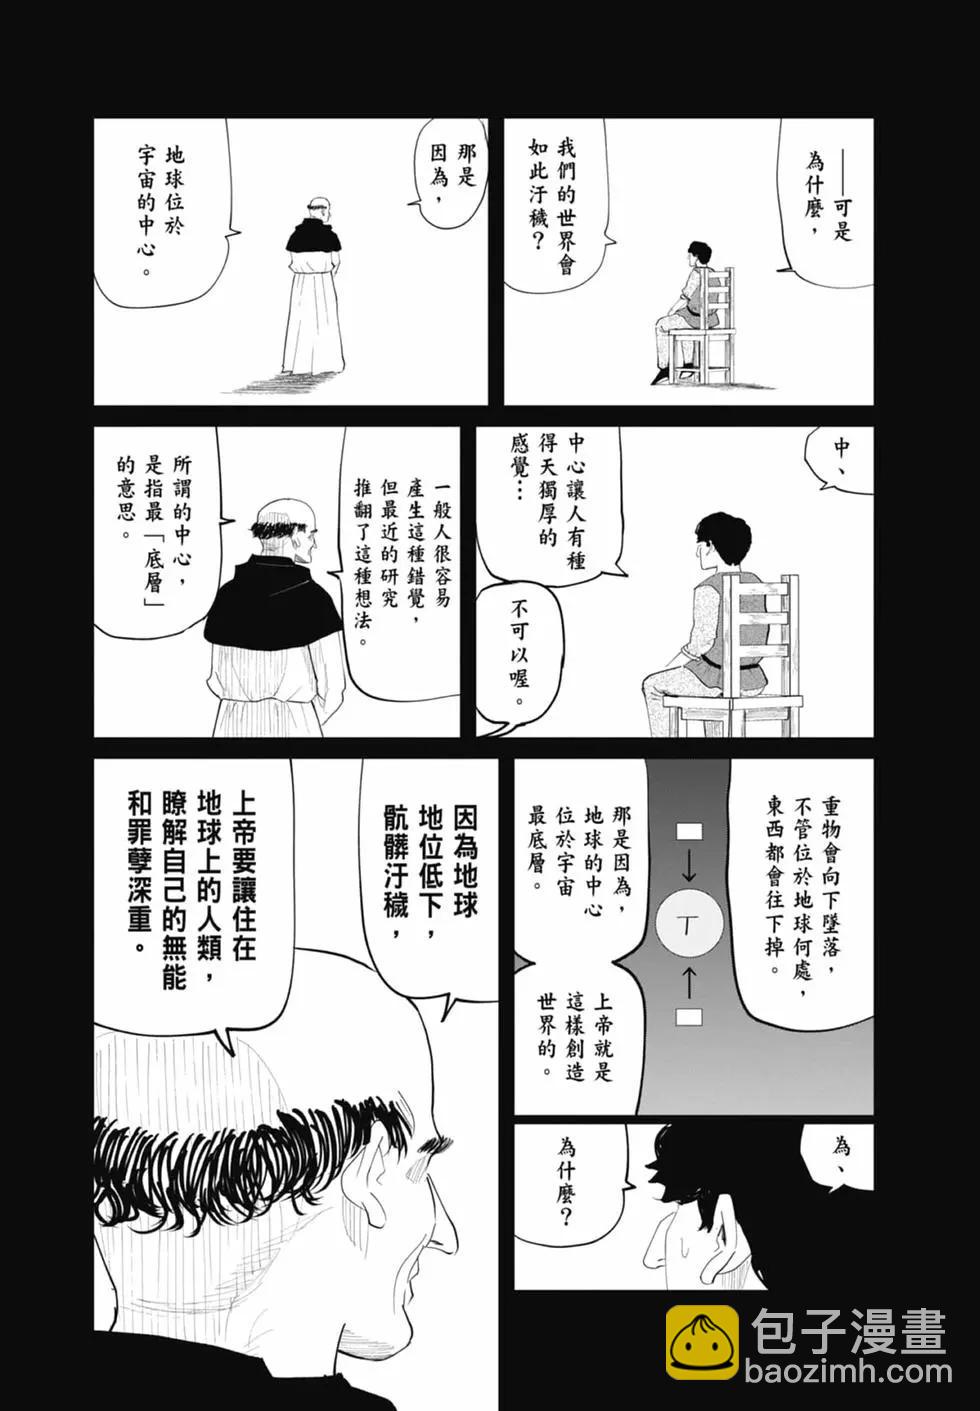 ——可是
為什麼，
我們的世界會
如此汙穢？
那是
因為，
地球位於
宇宙的中心。
中、
中心讓人有種
得天獨厚的
感覺…
不可以喔。
一般人很容易
產生這種錯覺，
但最近的研究
推翻了這種想法。
所謂的中心，
是指最「底層」
的意思。
重物會向下墜落，
不管位於地球何處，
東西都會往下掉。
那是因為，
地球的中心
位於宇宙
最底層。
上帝就是
這樣創造
世界的。
為、
為什麼？
因為地球
地位低下，
骯髒汙穢，
上帝要讓住在
地球上的人類，
瞭解自己的無能
和罪孽深重。
包子漫畫
baozimh.com